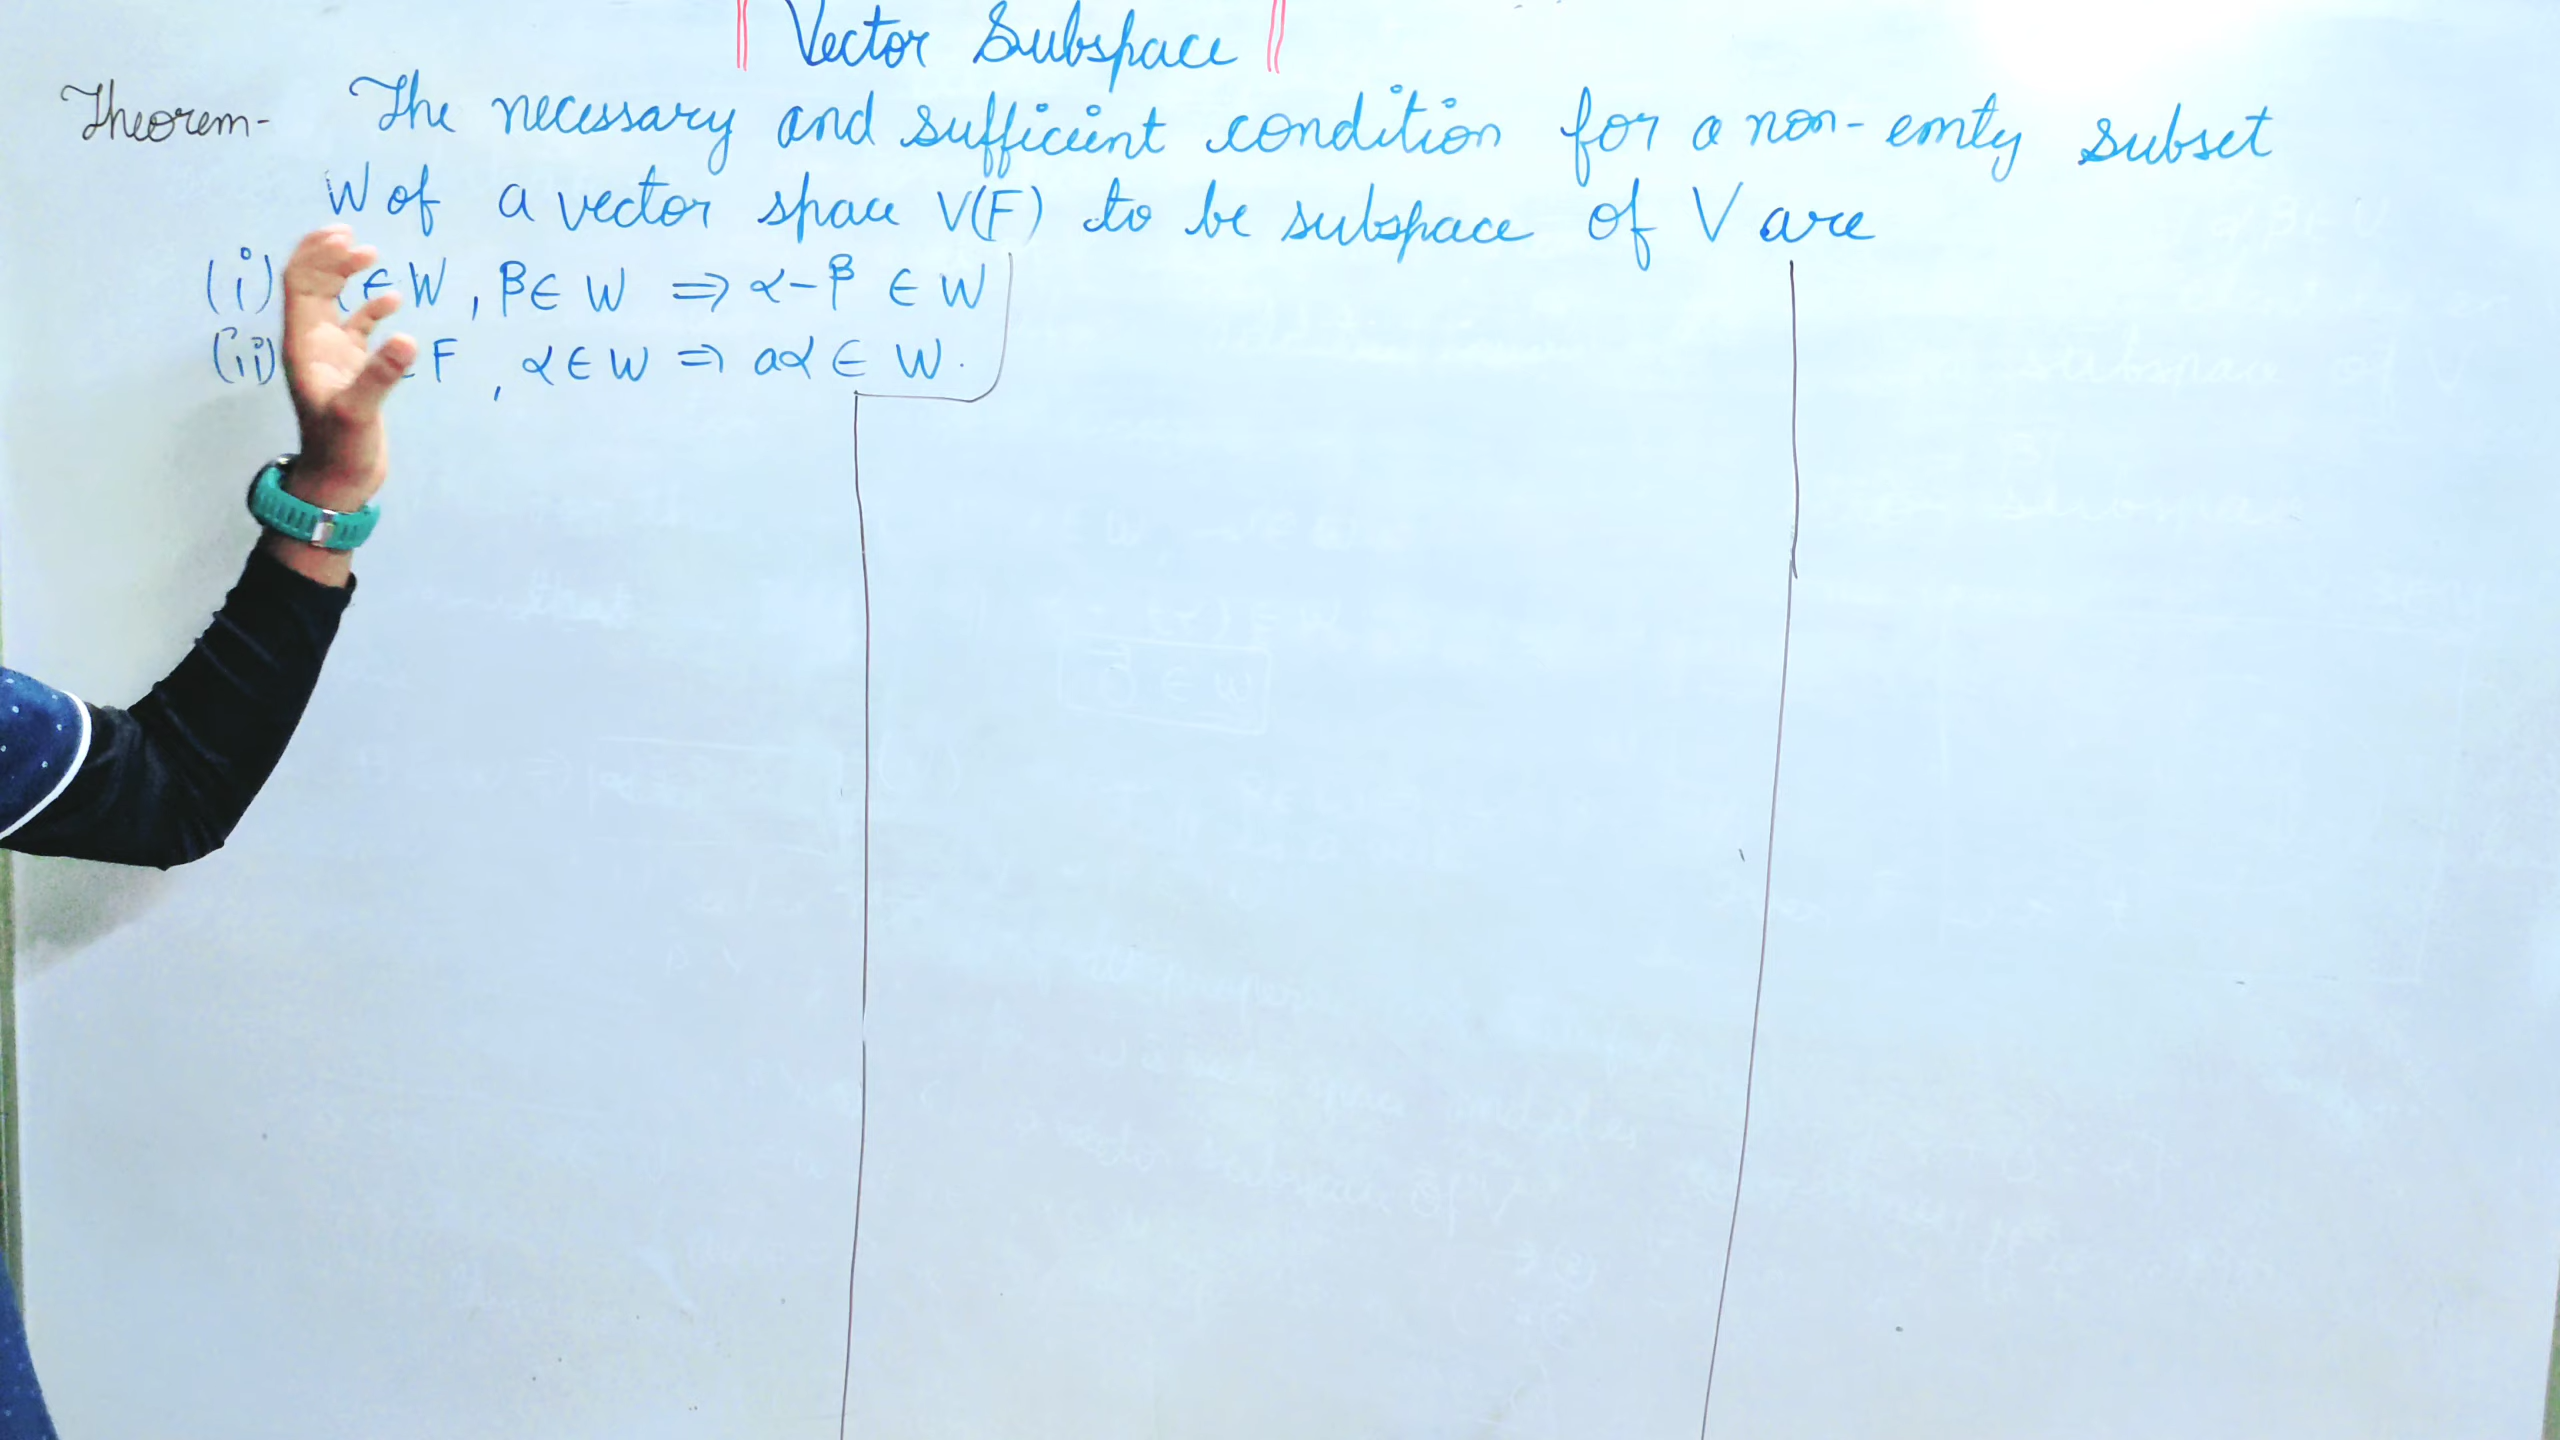 || Vector Subspace ||
Theorem- The necessary and sufficient condition for a non-emty subset
W of a vector space V(F) to be subspace of V are
(i) ∈ W, β ∈ W ⇒ α-β ∈ W
(ii) ∈ F, α ∈ W ⇒ aα ∈ W.